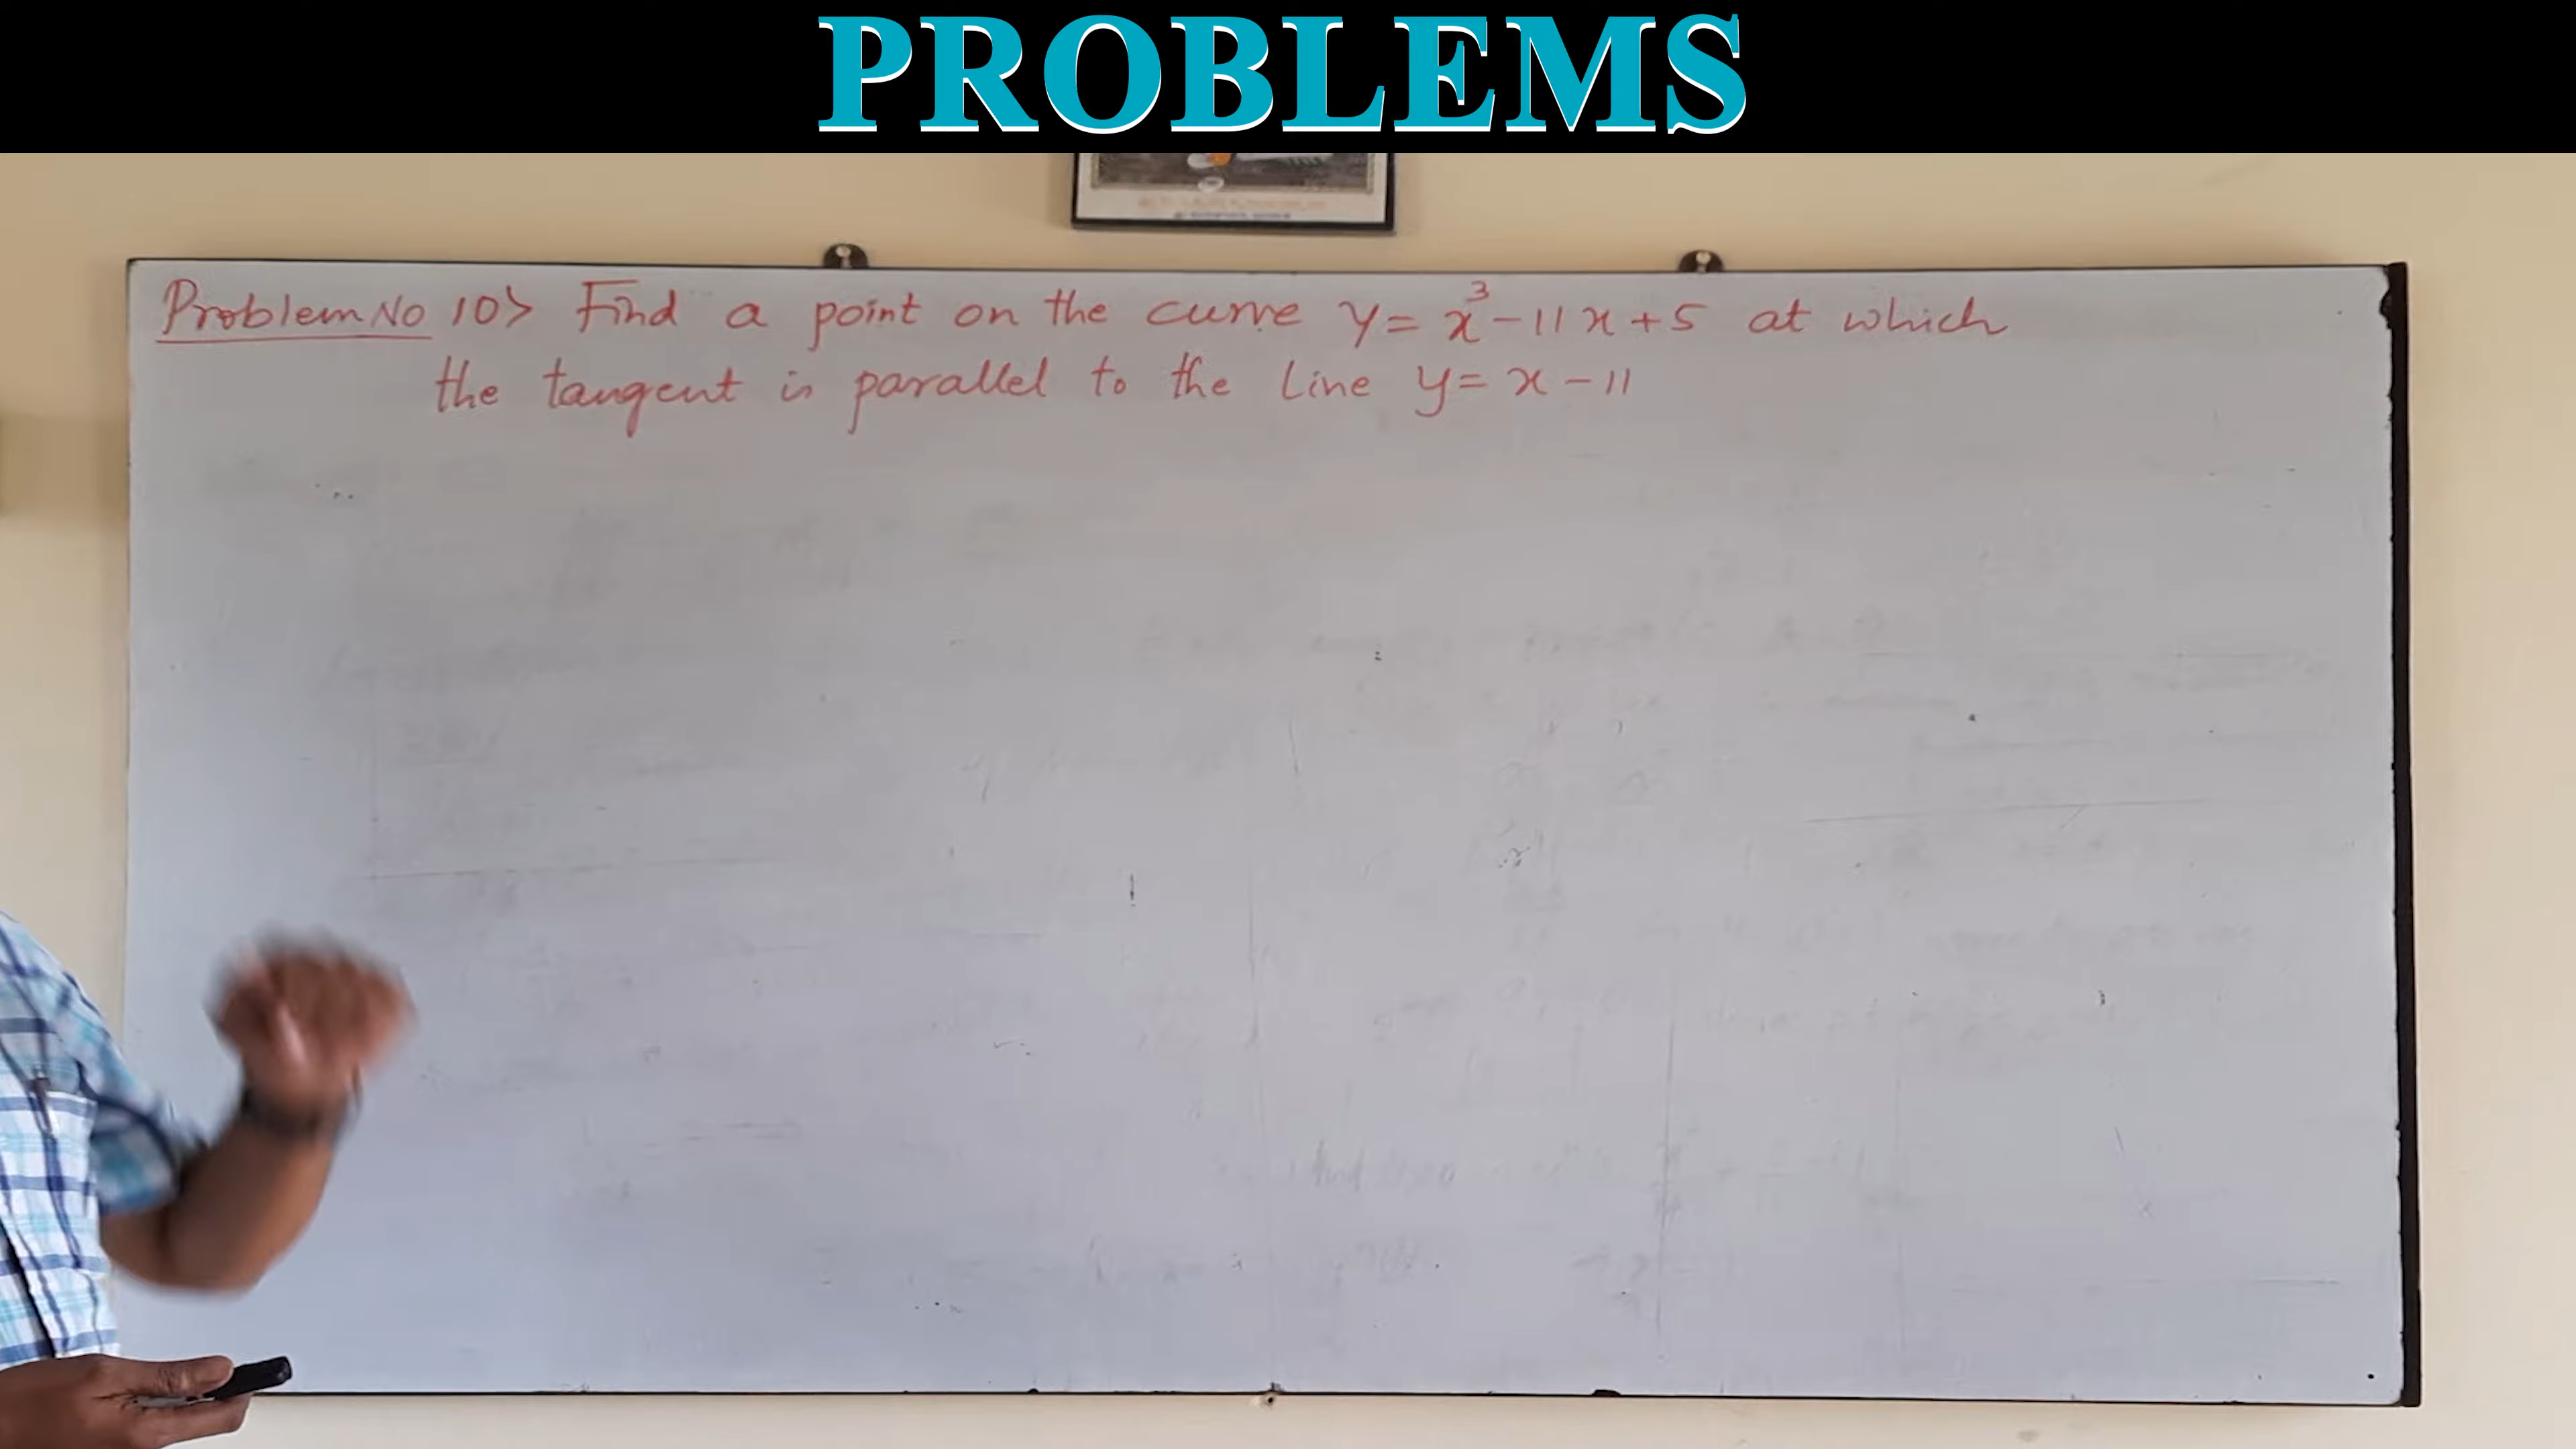 PROBLEMS
Problem No 10> Find a point on the curve y = x³ - 11x + 5 at which
the tangent is parallel to the line y = x - 11